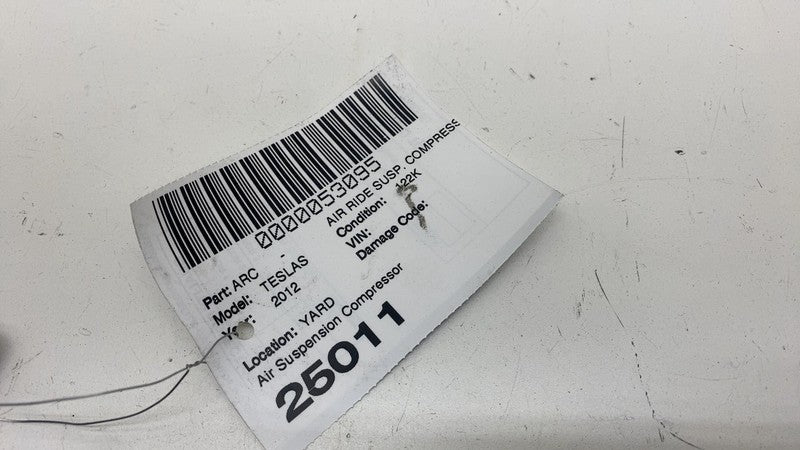 0000053095
Part: ARC - AIR RIDE SUSP. COMPRESS
Model: TESLAS Condition: 122K
Year: 2012 VIN:
Damage Code:
Location: YARD
Air Suspension Compressor
25011